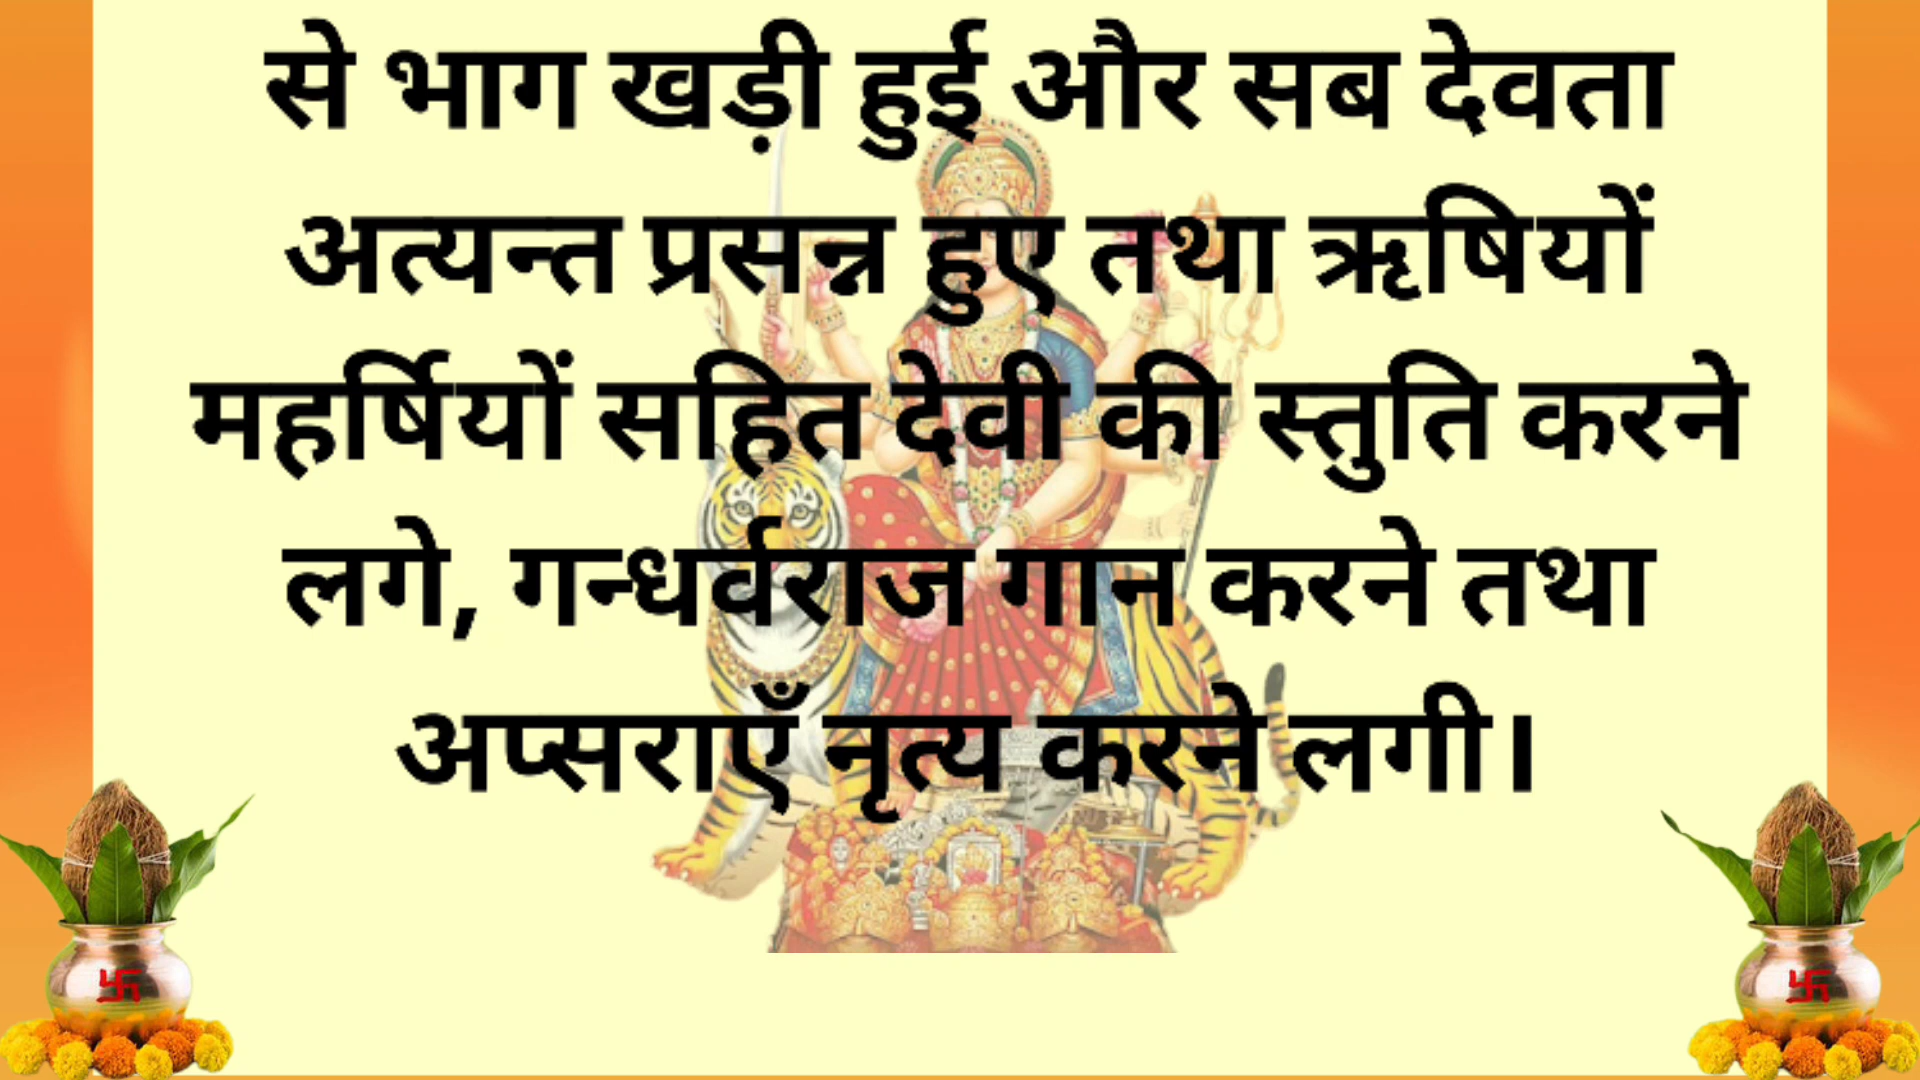 से भाग खड़ी हुई और सब देवता
अत्यन्त प्रसन्न हुए तथा ऋषियों
महर्षियों सहित देवी की स्तुति करने
लगे, गन्धर्वराज गान करने तथा
अप्सराएँ नृत्य करने लगी।